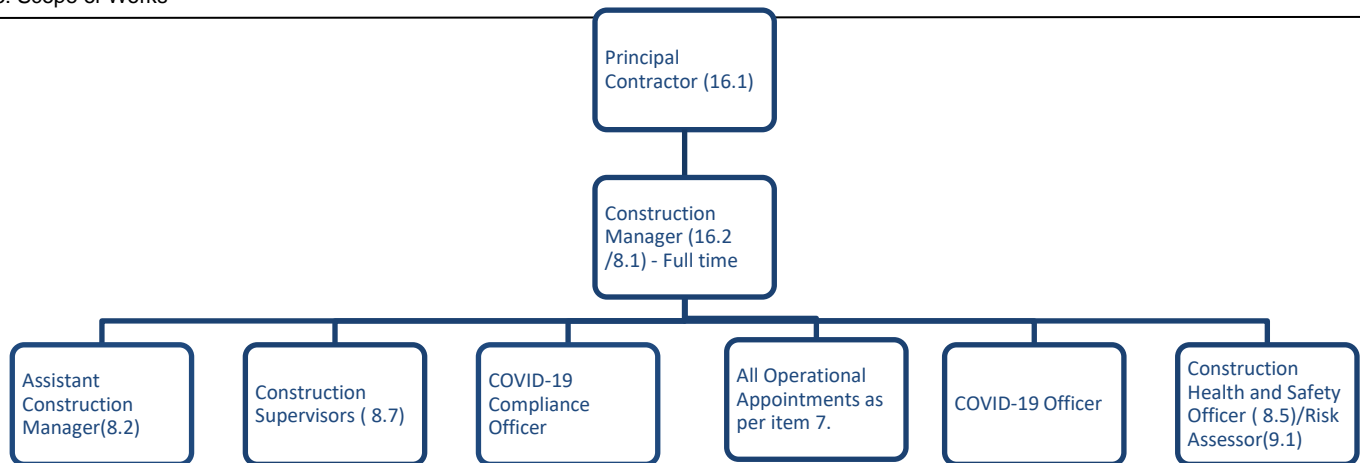 Principal
Contractor (16.1)
Construction
Manager (16.2
/8.1) - Full time
Assistant
Construction
Manager(8.2)
Construction
Supervisors ( 8.7)
COVID-19
Compliance
Officer
All Operational
Appointments as
per item 7.
COVID-19 Officer
Construction
Health and Safety
Officer ( 8.5)/Risk
Assessor(9.1)